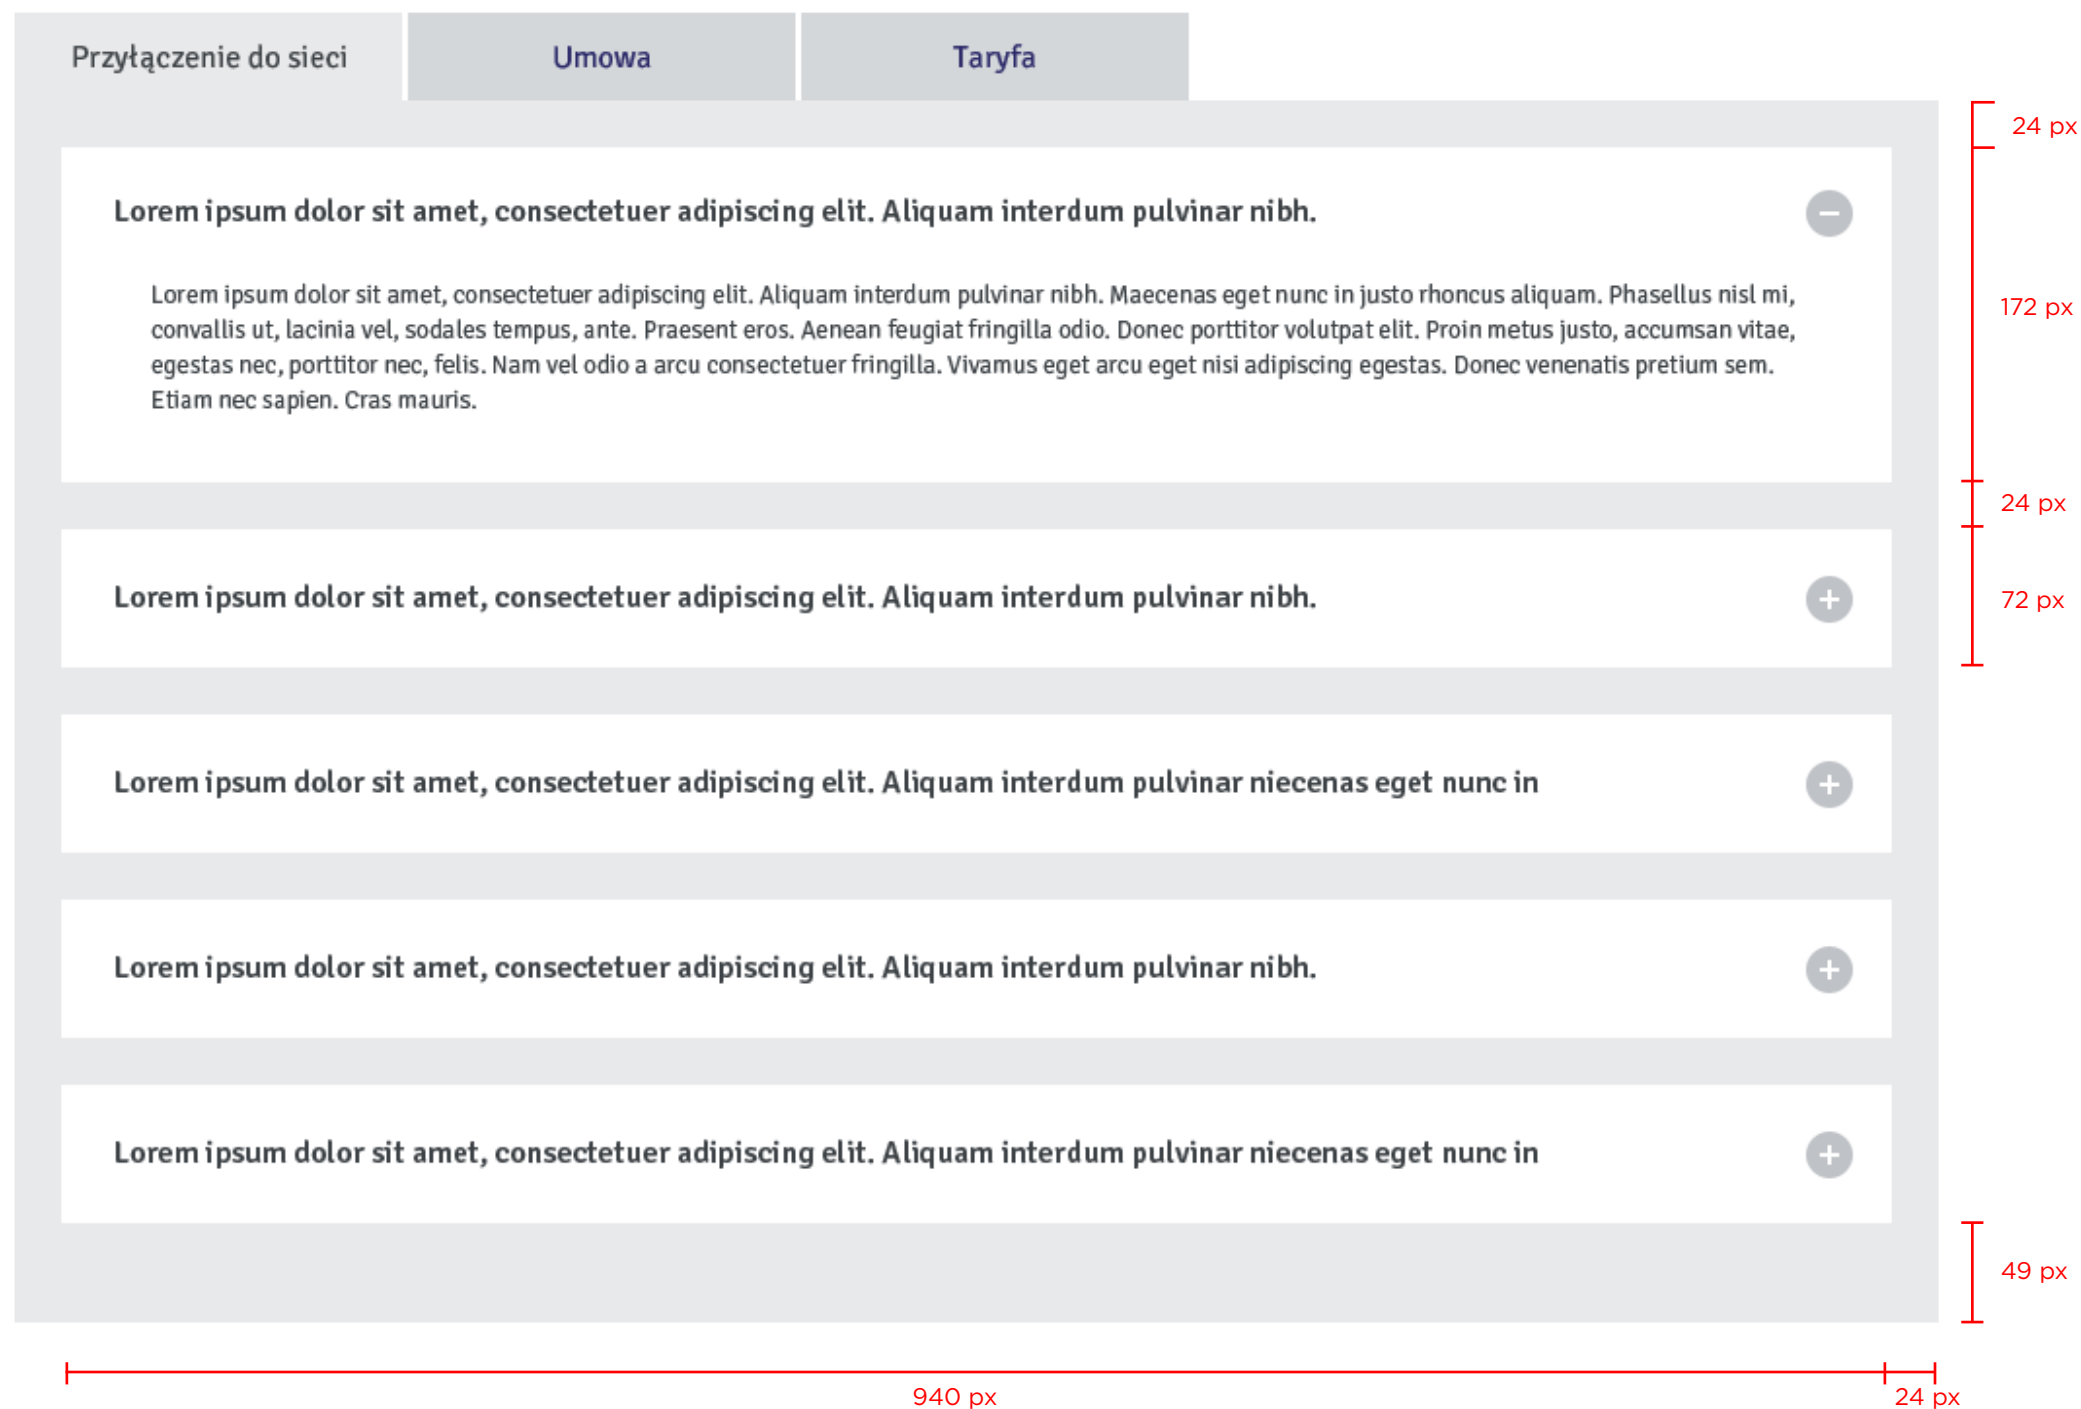 Przyłączenie do sieci
Umowa
Taryfa
24 px
Lorem ipsum dolor sit amet, consectetuer adipiscing elit. Aliquam interdum pulvinar nibh.
Lorem ipsum dolor sit amet, consectetuer adipiscing elit. Aliquam interdum pulvinar nibh. Maecenas eget nunc in justo rhoncus aliquam. Phasellus nisl mi,
convallis ut, lacinia vel, sodales tempus, ante. Praesent eros. Aenean feugiat fringilla odio. Donec porttitor volutpat elit. Proin metus justo, accumsan vitae,
egestas nec, porttitor nec, felis. Nam vel odio a arcu consectetuer fringilla. Vivamus eget arcu eget nisi adipiscing egestas. Donec venenatis pretium sem.
Etiam nec sapien. Cras mauris.
172 px
24 px
Lorem ipsum dolor sit amet, consectetuer adipiscing elit. Aliquam interdum pulvinar nibh.
72 px
Lorem ipsum dolor sit amet, consectetuer adipiscing elit. Aliquam interdum pulvinar niecenas eget nunc in
Lorem ipsum dolor sit amet, consectetuer adipiscing elit. Aliquam interdum pulvinar nibh.
Lorem ipsum dolor sit amet, consectetuer adipiscing elit. Aliquam interdum pulvinar niecenas eget nunc in
49 px
940 px
24 px